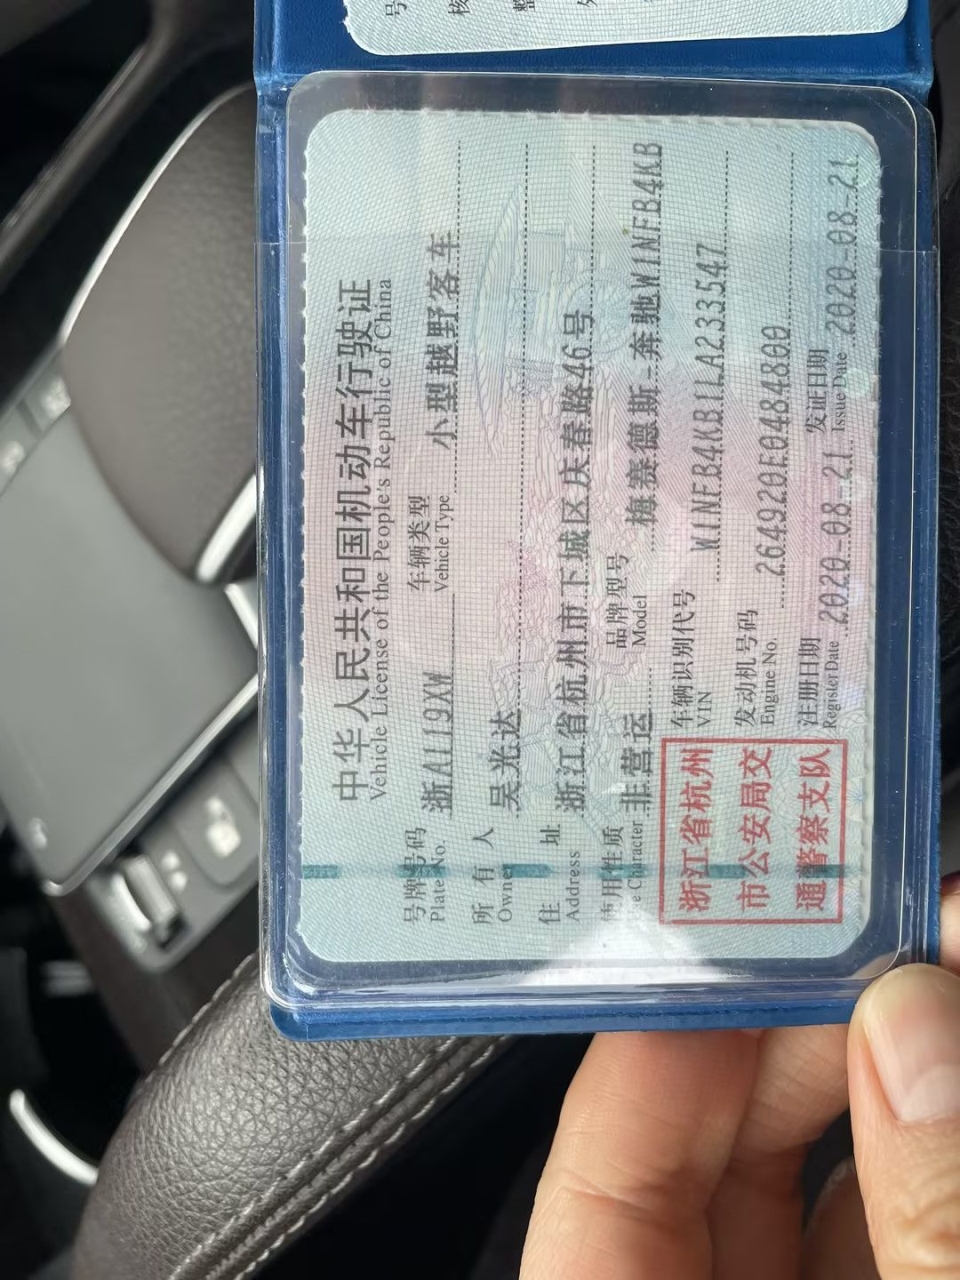 中华人民共和国机动车行驶证
Vehicle License of the People's Republic of China
号牌号码 浙A119XW 车辆类型 小型越野客车
Plate No. Vehicle Type
所有人 吴光达
Owner
住址 浙江省杭州市下城区庆春路46号
Address
使用性质 非营运 品牌型号 梅赛德斯-奔驰W1NFB4KB
Use Character Model
浙江省杭州
市公安局交
通警察支队
车辆识别代号 W1NFB4KB1LA233547
VIN
发动机号码 264920E0484800
Engine No.
注册日期 2020-08-21 发证日期 2020-08-21
Register Date Issue Date